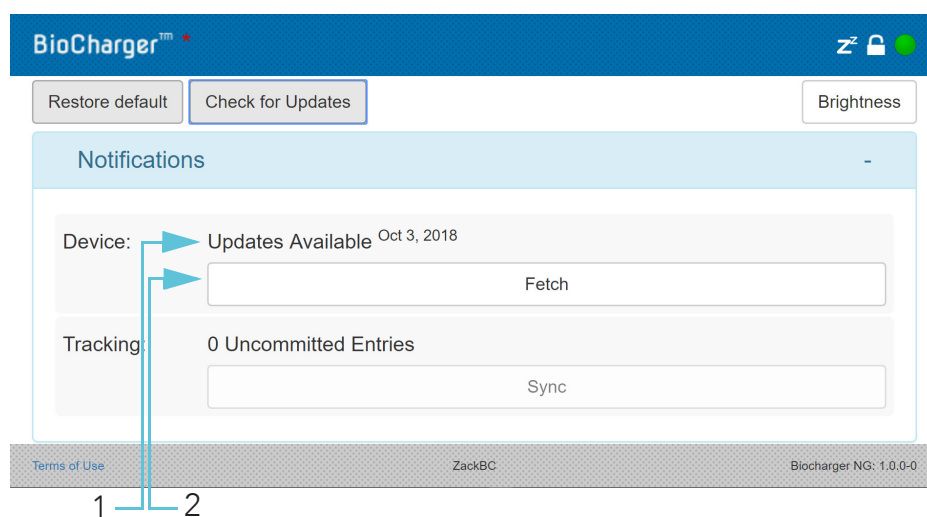 BioCharger™ *
zz
Restore default Check for Updates Brightness
Notifications -
Device: Updates Available Oct 3, 2018
Fetch
Tracking: 0 Uncommitted Entries
Sync
Terms of Use ZackBC Biocharger NG: 1.0.0-0
1 2